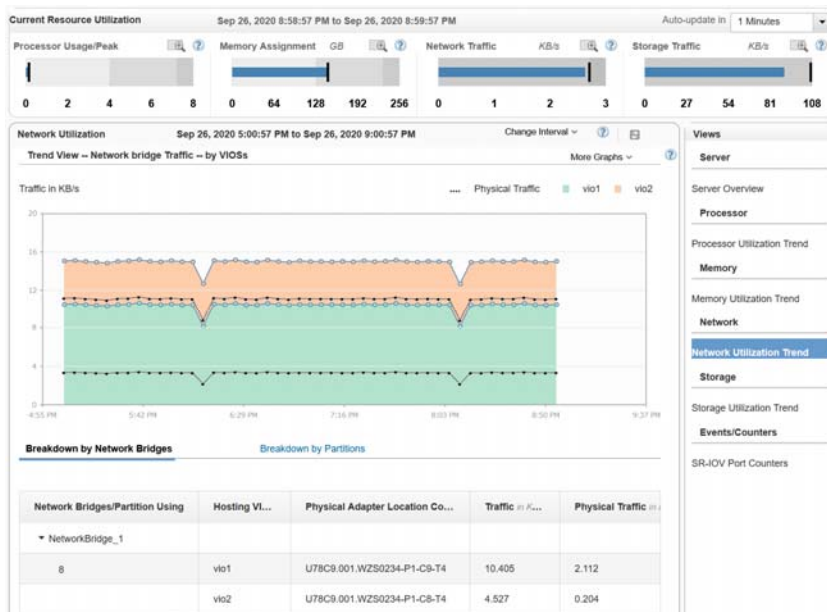 Current Resource Utilization Sep 26, 2020 8:58:57 PM to Sep 26, 2020 8:59:57 PM Auto-update in 1 Minutes
Processor Usage/Peak Memory Assignment GB Network Traffic KB/s Storage Traffic KB/s
0 2 4 6 8 0 64 128 192 256 0 1 2 3 0 27 54 81 108
Network Utilization Sep 26, 2020 5:00:57 PM to Sep 26, 2020 9:00:57 PM Change Interval
Trend View -- Network bridge Traffic -- by VIOSs More Graphs
Traffic in KB/s Physical Traffic vio1 vio2
20
16
12
8
4
0
4:55 PM 5:42 PM 6:29 PM 7:16 PM 8:03 PM 8:50 PM 9:37 PM
Breakdown by Network Bridges Breakdown by Partitions
Network Bridges/Partition Using Hosting VI... Physical Adapter Location Co... Traffic in K... Physical Traffic in
NetworkBridge_1
8 vio1 U78C9.001.WZS0234-P1-C9-T4 10.405 2.112
vio2 U78C9.001.WZS0234-P1-C8-T4 4.527 0.204
Views
Server
Server Overview
Processor
Processor Utilization Trend
Memory
Memory Utilization Trend
Network
Network Utilization Trend
Storage
Storage Utilization Trend
Events/Counters
SR-IOV Port Counters